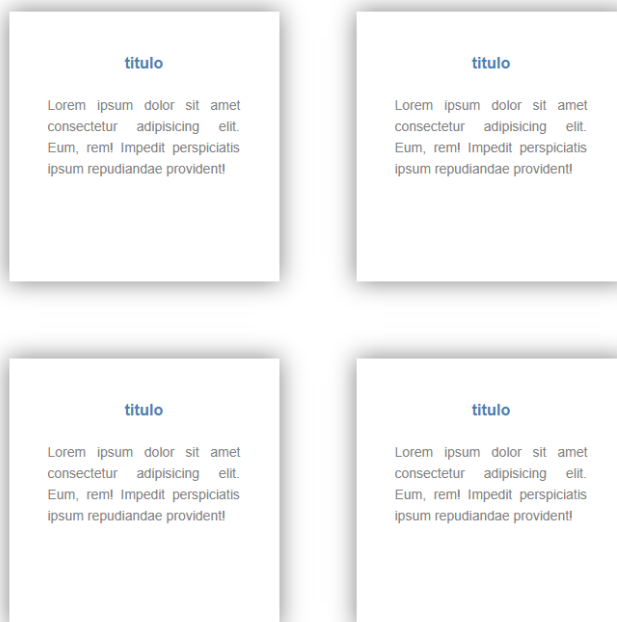 titulo
Lorem ipsum dolor sit amet
consectetur adipisicing elit.
Eum, rem! Impedit perspiciatis
ipsum repudiandae provident!
titulo
Lorem ipsum dolor sit amet
consectetur adipisicing elit.
Eum, rem! Impedit perspiciatis
ipsum repudiandae provident!
titulo
Lorem ipsum dolor sit amet
consectetur adipisicing elit.
Eum, rem! Impedit perspiciatis
ipsum repudiandae provident!
titulo
Lorem ipsum dolor sit amet
consectetur adipisicing elit.
Eum, rem! Impedit perspiciatis
ipsum repudiandae provident!